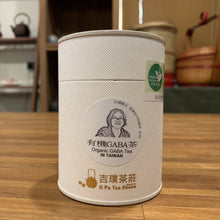 有機GABA茶
Organic GABA Tea
IN TAIWAN
吉璞茶莊
Ji Pu Tea House